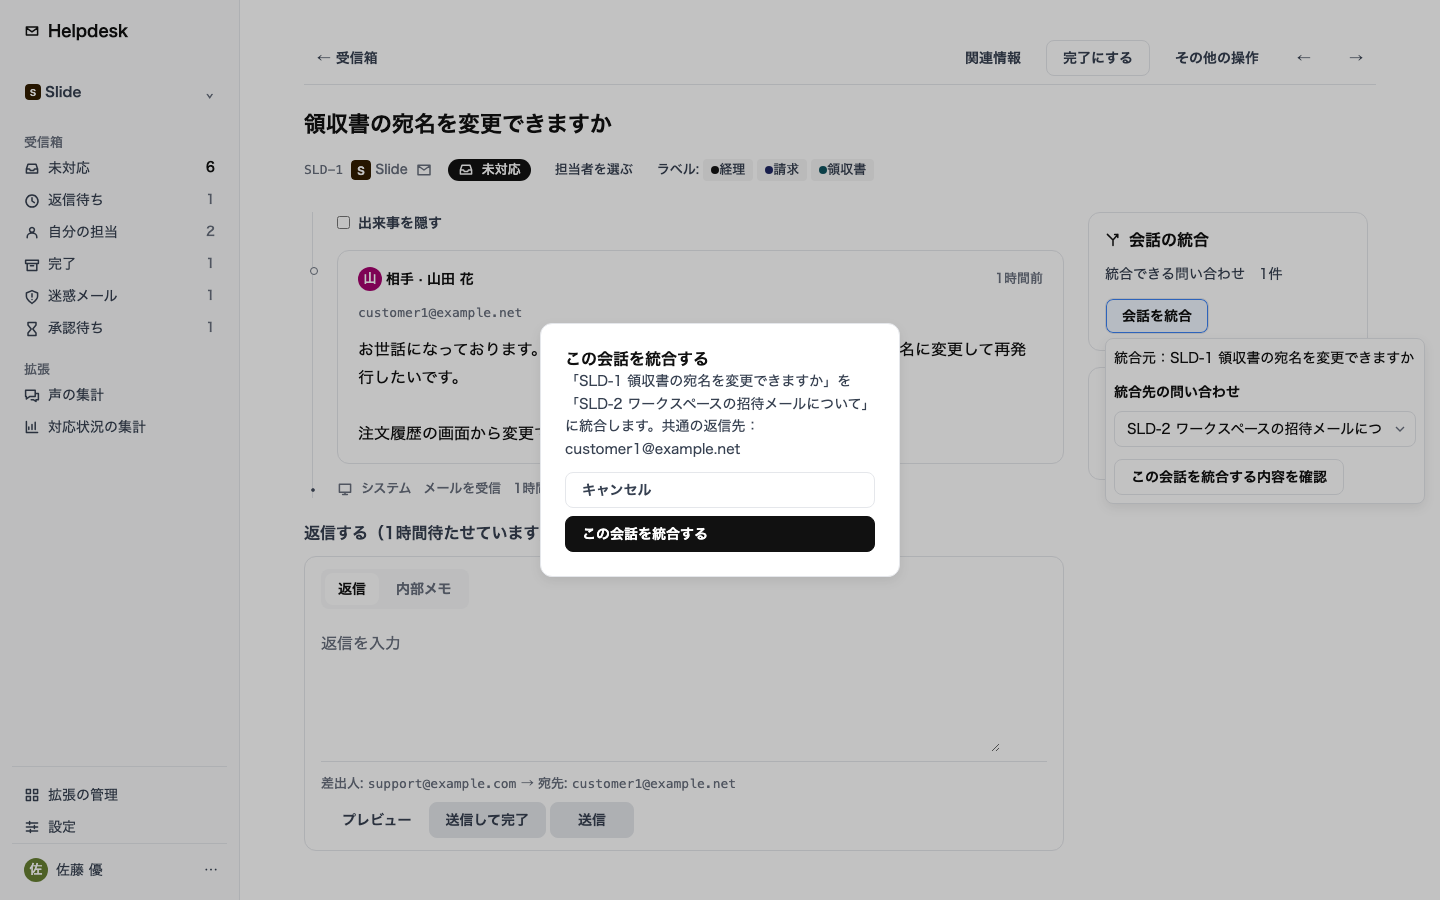 Helpdesk
S Slide
受信箱
未対応 6
返信待ち 1
自分の担当 2
完了 1
迷惑メール 1
承認待ち 1
拡張
声の集計
対応状況の集計
拡張の管理
設定
佐 佐藤 優 …
← 受信箱
関連情報 完了にする その他の操作 ← →
領収書の宛名を変更できますか
SLD-1 S Slide 未対応 担当者を選ぶ ラベル: 経理 請求 領収書
出来事を隠す
山 相手 · 山田 花 1時間前
customer1@example.net
お世話になっております。
名に変更して再発
行したいです。
注文履歴の画面から変更
システム メールを受信 1時
返信する（1時間待たせています
返信 内部メモ
返信を入力
差出人: support@example.com → 宛先: customer1@example.net
プレビュー 送信して完了 送信
会話の統合
統合できる問い合わせ 1件
会話を統合
統合元：SLD-1 領収書の宛名を変更できますか
統合先の問い合わせ
SLD-2 ワークスペースの招待メールにつ
この会話を統合する内容を確認
この会話を統合する
「SLD-1 領収書の宛名を変更できますか」を
「SLD-2 ワークスペースの招待メールについて」
に統合します。共通の返信先：
customer1@example.net
キャンセル
この会話を統合する